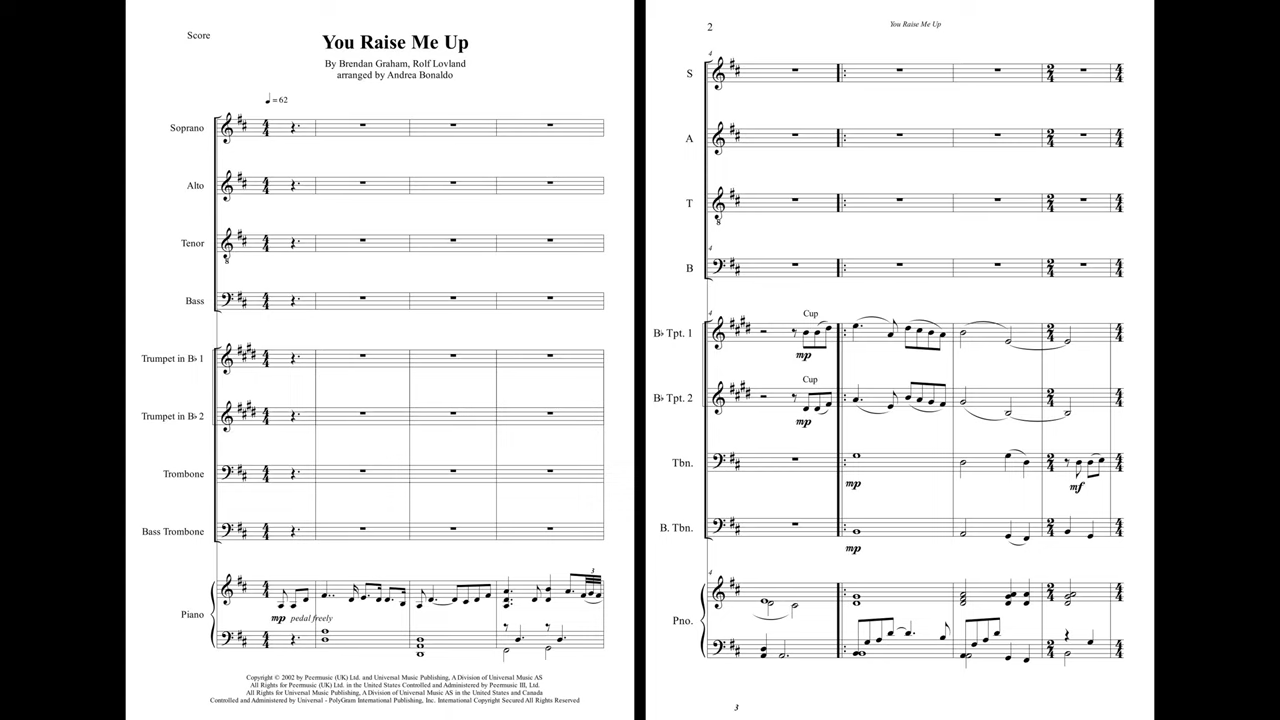 Score
You Raise Me Up
By Brendan Graham, Rolf Lovland
arranged by Andrea Bonaldo
♩ = 62
Soprano
Alto
Tenor
Bass
Trumpet in B♭ 1
Trumpet in B♭ 2
Trombone
Bass Trombone
3
Piano
mp pedal freely
Copyright © 2002 by Peermusic (UK) Ltd. and Universal Music Publishing, A Division of Universal Music AS
All Rights for Peermusic (UK) Ltd. in the United States Controlled and Administered by Peermusic III, Ltd.
All Rights for Universal Music Publishing, A Division of Universal Music AS in the United States and Canada
Controlled and Administered by Universal - PolyGram International Publishing, Inc. International Copyright Secured All Rights Reserved
2
You Raise Me Up
4
S
A
T
4
B
4
Cup
B♭ Tpt. 1
mp
Cup
B♭ Tpt. 2
mp
Tbn.
mp
mf
B. Tbn.
mp
4
Pno.
3